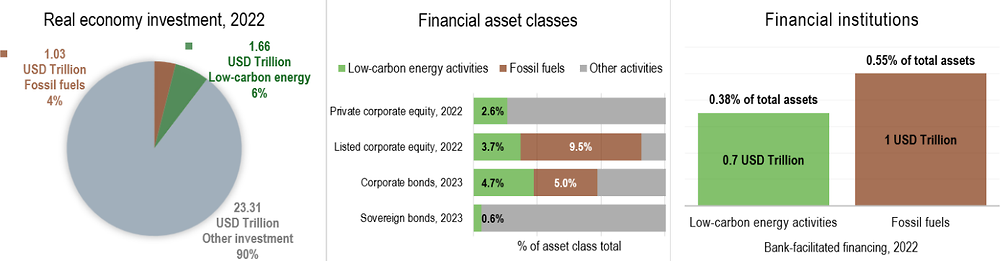 Real economy investment, 2022
1.03
USD Trillion
Fossil fuels
4%
1.66
USD Trillion
Low-carbon energy
6%
23.31
USD Trillion
Other investment
90%
Financial asset classes
Low-carbon energy activities
Fossil fuels
Other activities
Private corporate equity, 2022
2.6%
Listed corporate equity, 2022
3.7%
9.5%
Corporate bonds, 2023
4.7%
5.0%
Sovereign bonds, 2023
0.6%
% of asset class total
Financial institutions
0.55% of total assets
0.38% of total assets
0.7 USD Trillion
1 USD Trillion
Low-carbon energy activities
Fossil fuels
Bank-facilitated financing, 2022